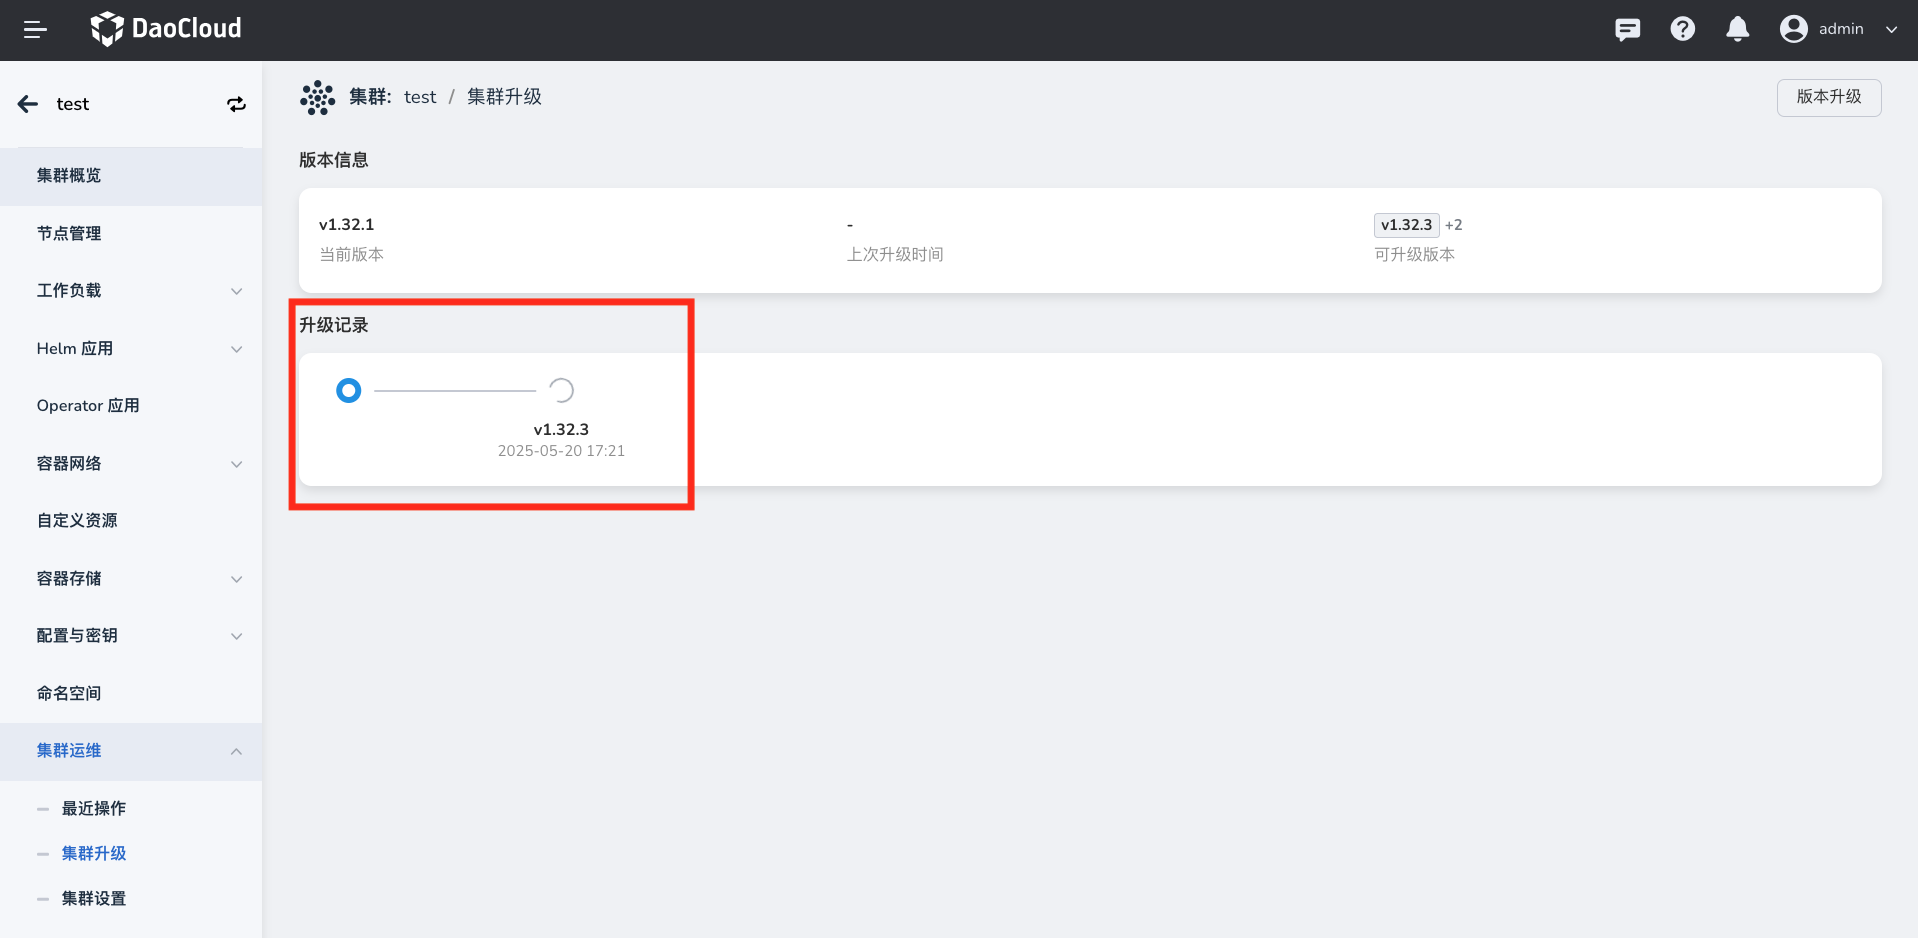 DaoCloud
admin
test
集群概览
节点管理
工作负载
Helm 应用
Operator 应用
容器网络
自定义资源
容器存储
配置与密钥
命名空间
集群运维
最近操作
集群升级
集群设置
集群: test / 集群升级
版本升级
版本信息
v1.32.1
当前版本
-
上次升级时间
v1.32.3 +2
可升级版本
升级记录
v1.32.3
2025-05-20 17:21